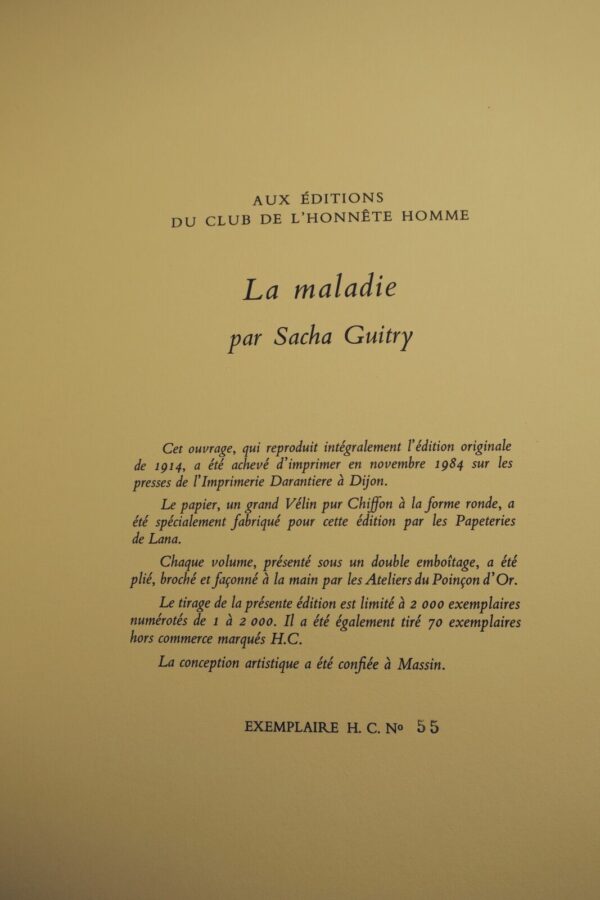 AUX ÉDITIONS
DU CLUB DE L'HONNÊTE HOMME
La maladie
par Sacha Guitry
Cet ouvrage, qui reproduit intégralement l'édition originale
de 1914, a été achevé d'imprimer en novembre 1984 sur les
presses de l'Imprimerie Darantiere à Dijon.
Le papier, un grand Vélin pur Chiffon à la forme ronde, a
été spécialement fabriqué pour cette édition par les Papeteries
de Lana.
Chaque volume, présenté sous un double emboîtage, a été
plié, broché et façonné à la main par les Ateliers du Poinçon d'Or.
Le tirage de la présente édition est limité à 2 000 exemplaires
numérotés de 1 à 2 000. Il a été également tiré 70 exemplaires
hors commerce marqués H.C.
La conception artistique a été confiée à Massin.
EXEMPLAIRE H. C. Nº 55